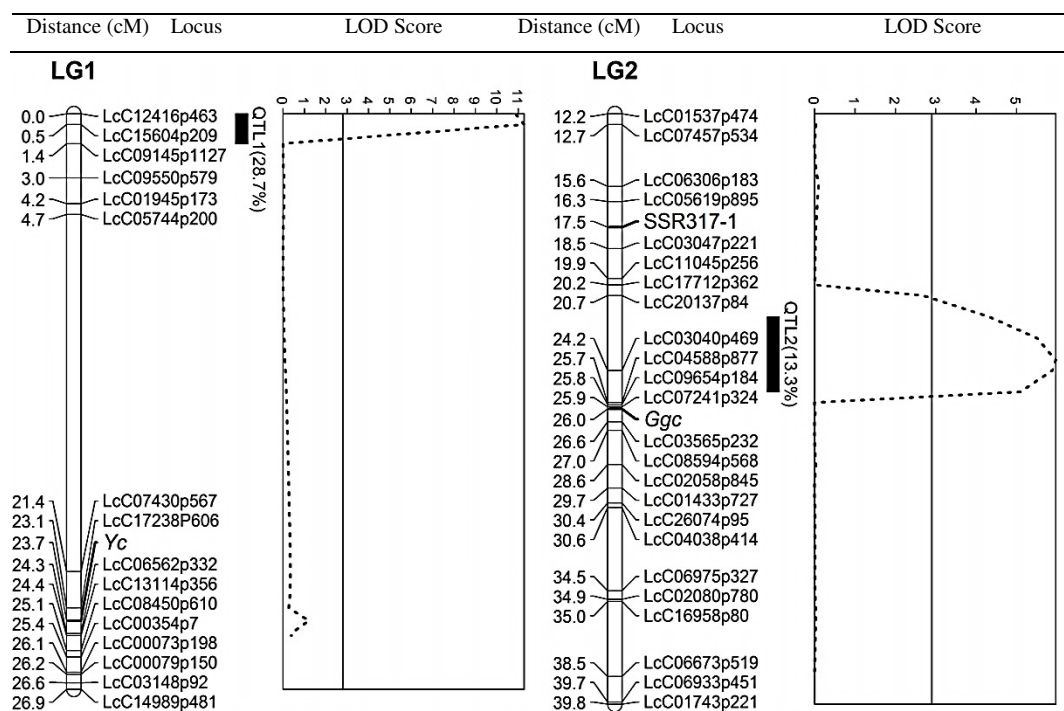 Distance (cM) Locus LOD Score Distance (cM) Locus LOD Score
LG1
0 1 2 3 4 5 6 7 8 9 10 11
0.0 LcC12416p463
0.5 LcC15604p209
1.4 LcC09145p1127
3.0 LcC09550p579
4.2 LcC01945p173
4.7 LcC05744p200
QTL1(28.7%)
21.4 LcC07430p567
23.1 LcC17238P606
23.7 Yc
24.3 LcC06562p332
24.4 LcC13114p356
25.1 LcC08450p610
25.4 LcC00354p7
26.1 LcC00073p198
26.2 LcC00079p150
26.6 LcC03148p92
26.9 LcC14989p481
LG2
0 1 2 3 4 5
12.2 LcC01537p474
12.7 LcC07457p534
15.6 LcC06306p183
16.3 LcC05619p895
17.5 SSR317-1
18.5 LcC03047p221
19.9 LcC11045p256
20.2 LcC17712p362
20.7 LcC20137p84
24.2 LcC03040p469
25.7 LcC04588p877
25.8 LcC09654p184
25.9 LcC07241p324
26.0 Ggc
26.6 LcC03565p232
27.0 LcC08594p568
28.6 LcC02058p845
29.7 LcC01433p727
30.4 LcC26074p95
30.6 LcC04038p414
34.5 LcC06975p327
34.9 LcC02080p780
35.0 LcC16958p80
38.5 LcC06673p519
39.7 LcC06933p451
39.8 LcC01743p221
QTL2(13.3%)